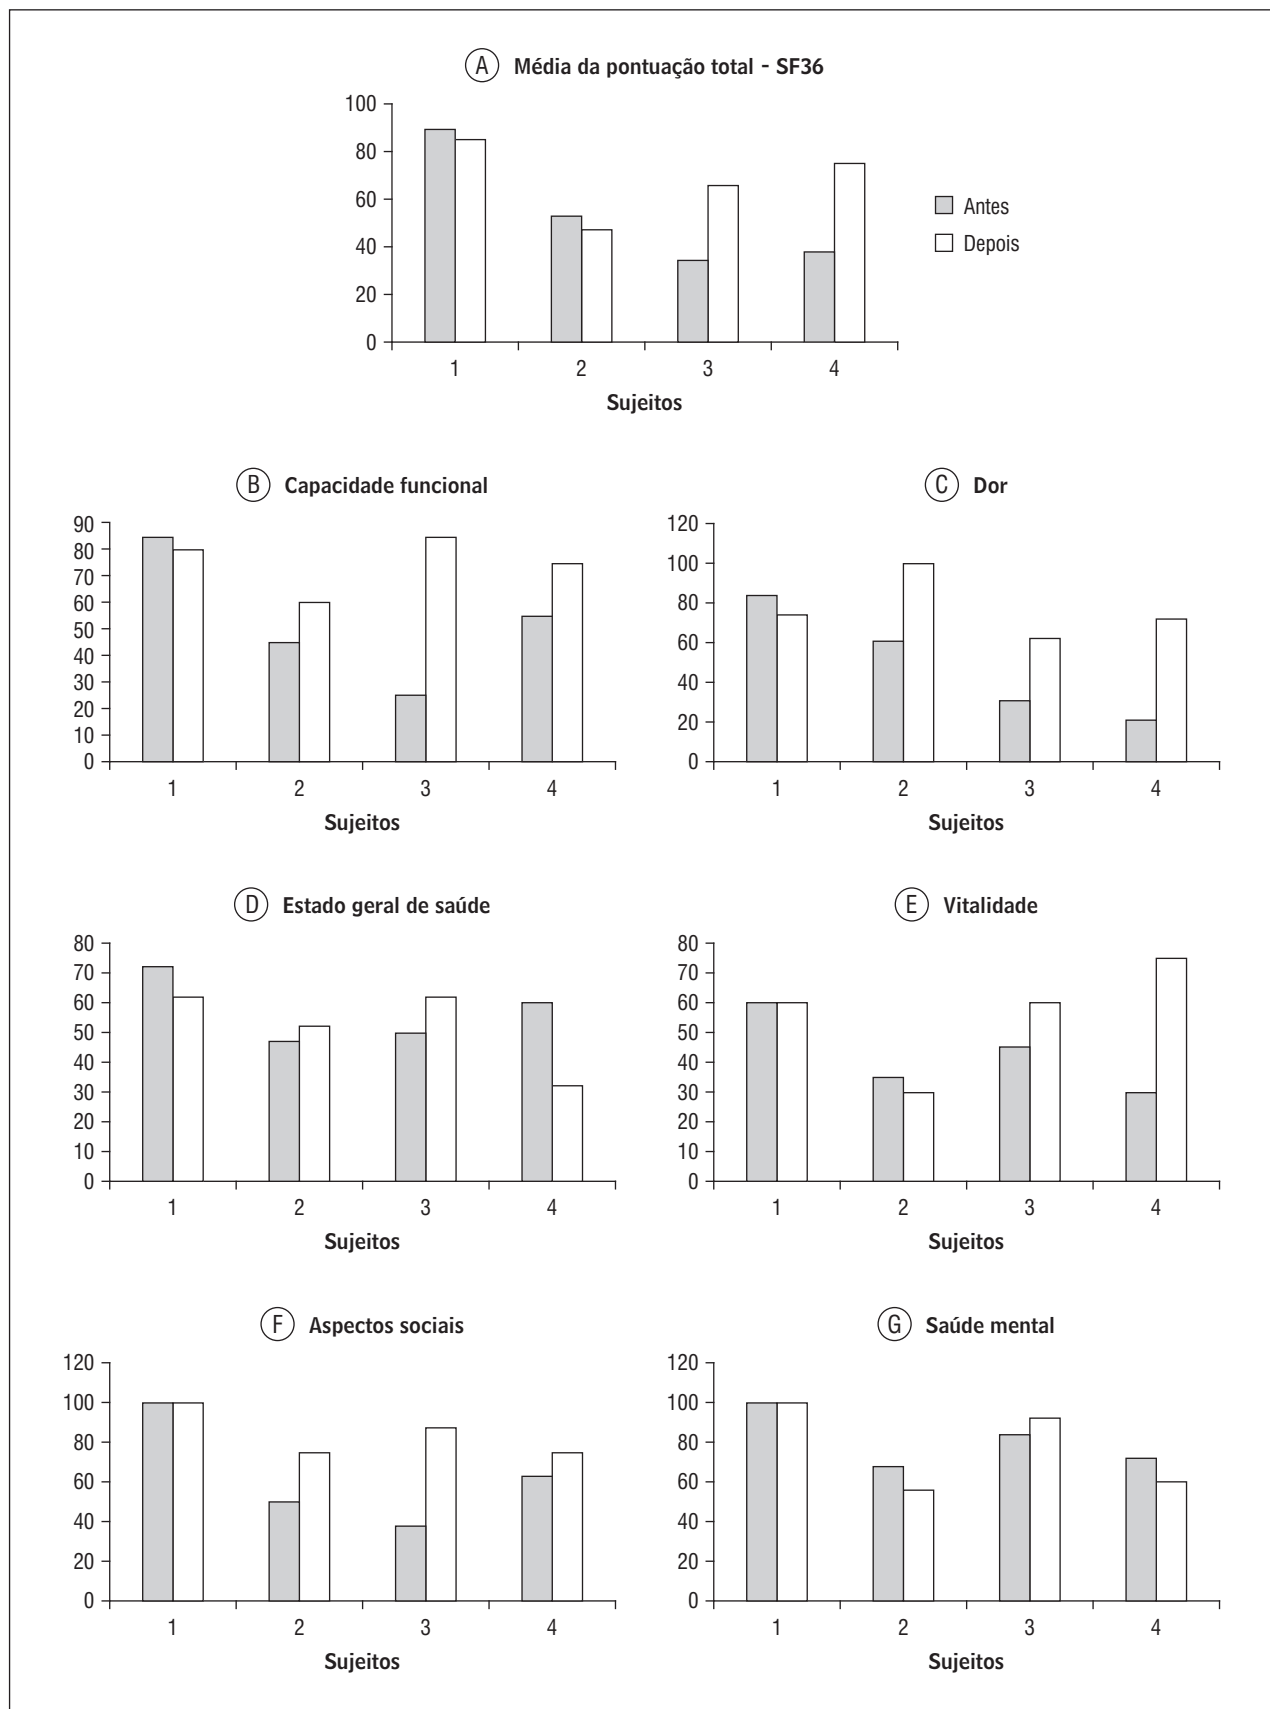 A Média da pontuação total - SF36
100
80
60
40
20
0
1 2 3 4
Sujeitos
Antes
Depois
B Capacidade funcional
90
80
70
60
50
40
30
20
10
0
1 2 3 4
Sujeitos
C Dor
120
100
80
60
40
20
0
1 2 3 4
Sujeitos
D Estado geral de saúde
80
70
60
50
40
30
20
10
0
1 2 3 4
Sujeitos
E Vitalidade
80
70
60
50
40
30
20
10
0
1 2 3 4
Sujeitos
F Aspectos sociais
120
100
80
60
40
20
0
1 2 3 4
Sujeitos
G Saúde mental
120
100
80
60
40
20
0
1 2 3 4
Sujeitos